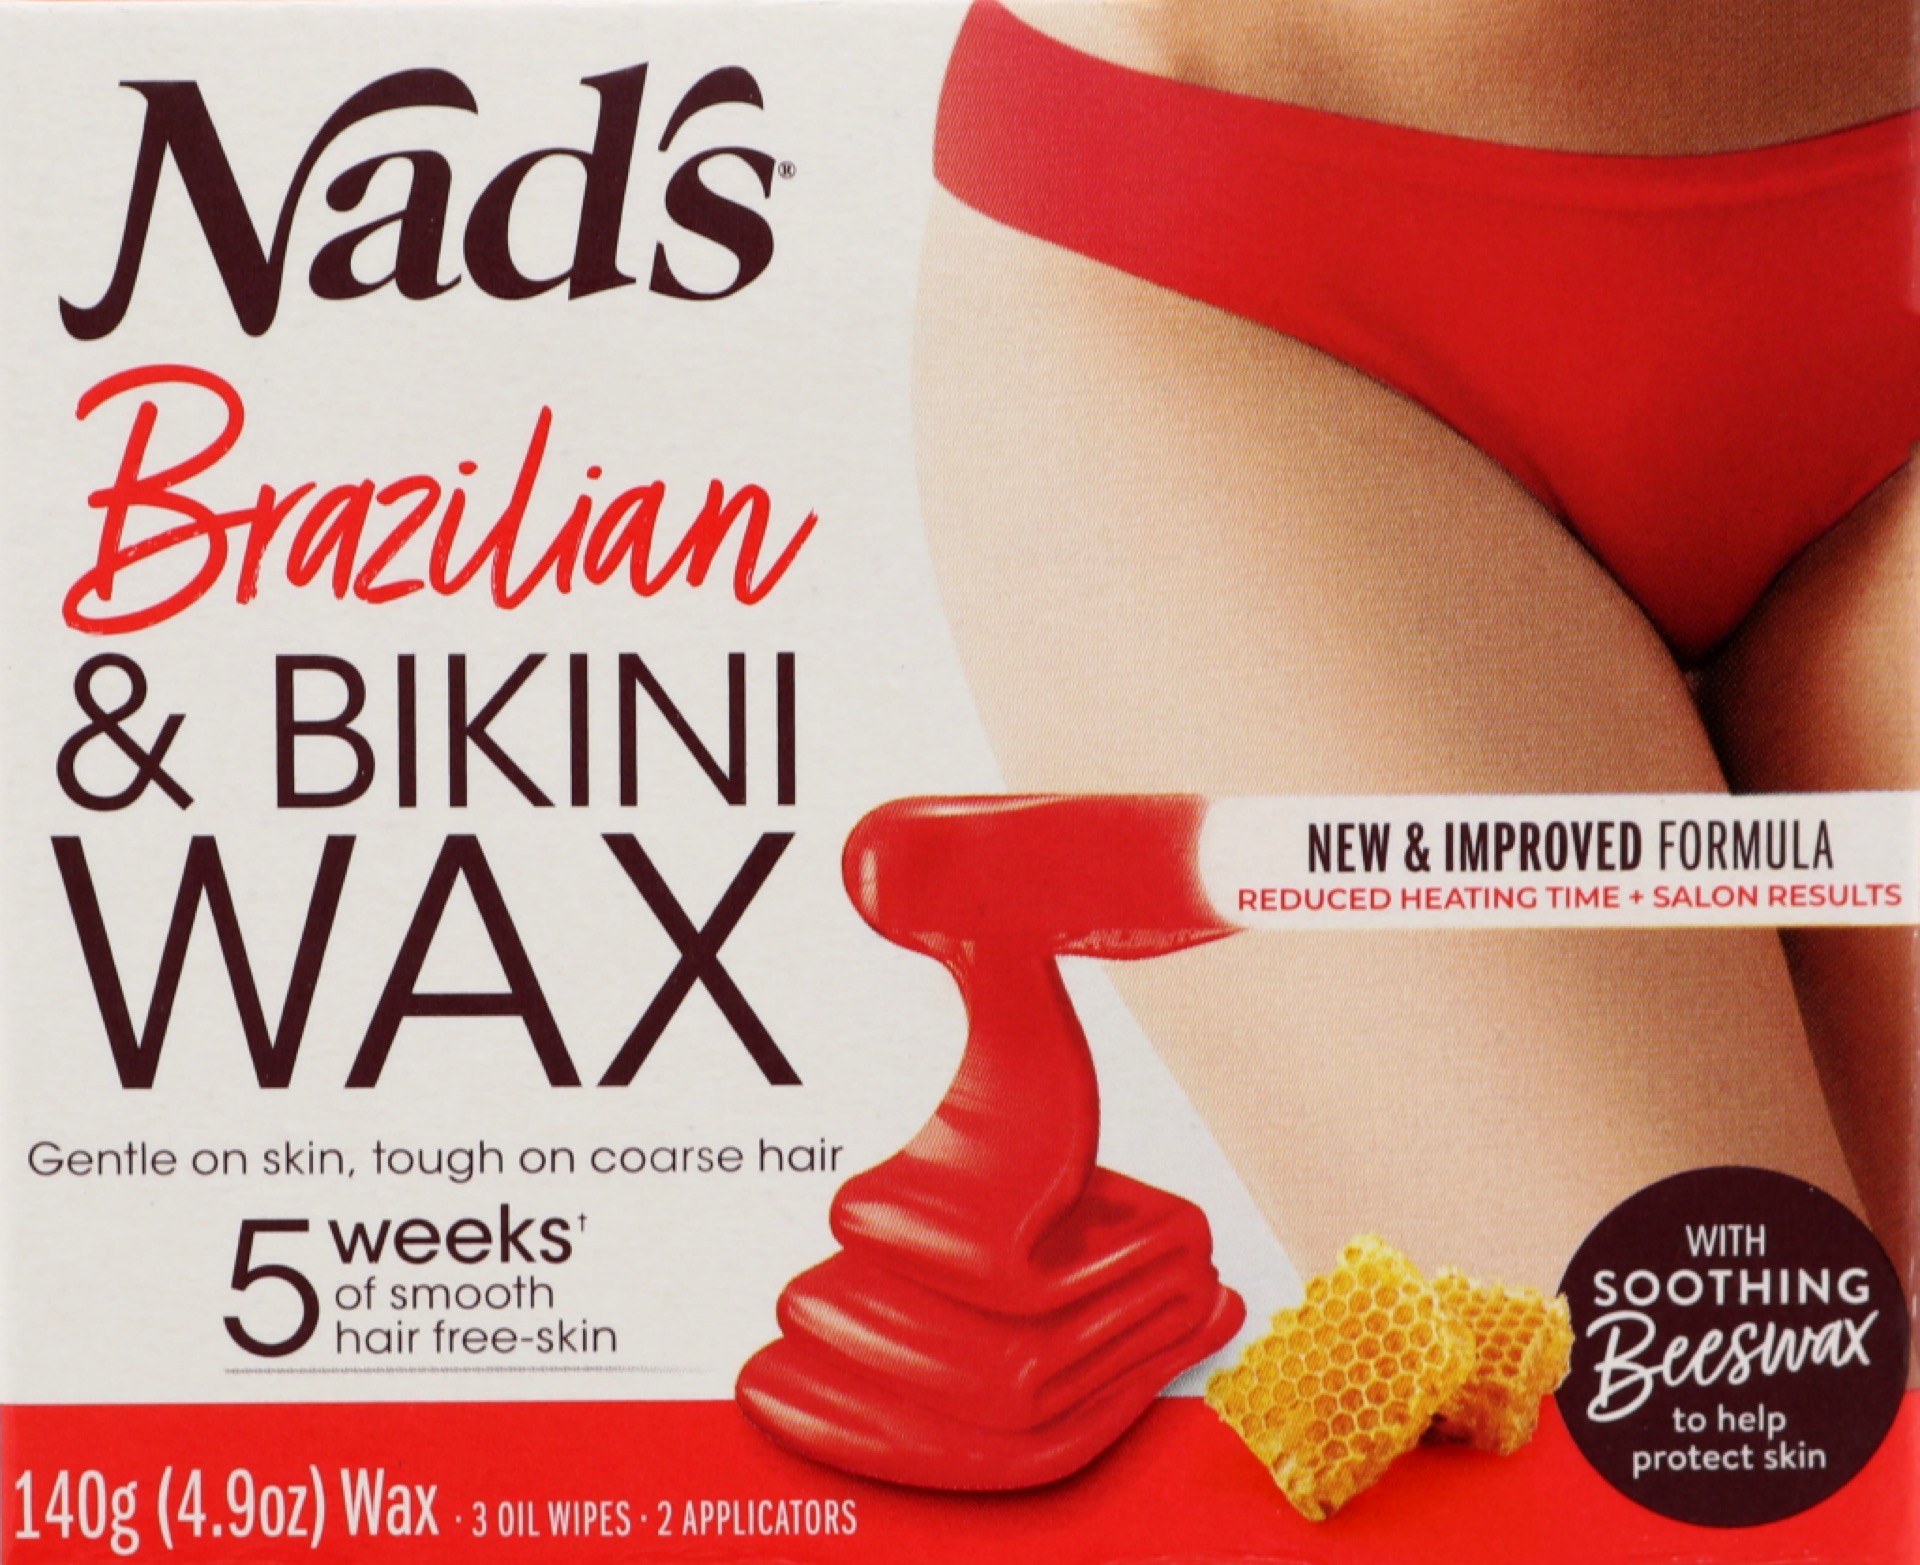 Nad's®
Brazilian
& BIKINI
WAX
Gentle on skin, tough on coarse hair
5 weeks†
of smooth
hair free-skin
NEW & IMPROVED FORMULA
REDUCED HEATING TIME + SALON RESULTS
WITH
SOOTHING
Beeswax
to help
protect skin
140g (4.9oz) Wax · 3 OIL WIPES · 2 APPLICATORS